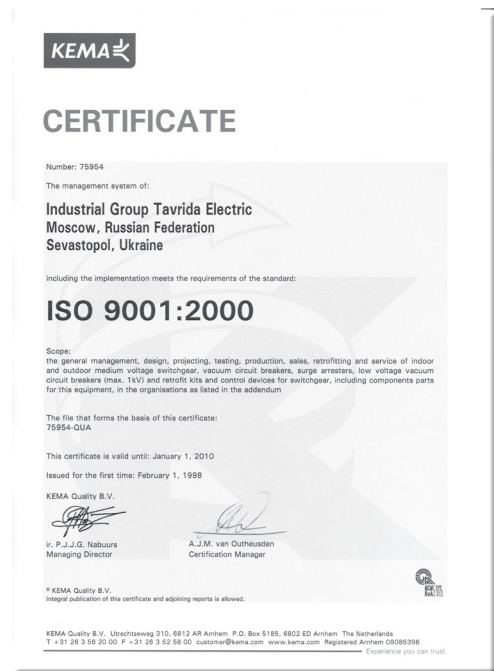 KEMA
CERTIFICATE
Number: 75954
The management system of:
Industrial Group Tavrida Electric
Moscow, Russian Federation
Sevastopol, Ukraine
including the implementation meets the requirements of the standard:
ISO 9001:2000
Scope:
the general management, design, projecting, testing, production, sales, retrofitting and service of indoor
and outdoor medium voltage switchgear, vacuum circuit breakers, surge arresters, low voltage vacuum
circuit breakers (max. 1kV) and retrofit kits and control devices for switchgear, including components parts
for this equipment, in the organisations as listed in the addendum
The file that forms the basis of this certificate:
75954-QUA
This certificate is valid until: January 1, 2010
Issued for the first time: February 1, 1998
KEMA Quality B.V.
ir. P.J.J.G. Nabuurs
Managing Director
A.J.M. van Outheusden
Certification Manager
© KEMA Quality B.V.
Integral publication of this certificate and adjoining reports is allowed.
KEMA Quality B.V. Utrechtseweg 310, 6812 AR Arnhem P.O. Box 5185, 6802 ED Arnhem The Netherlands
T +31 26 3 56 20 00 F +31 26 3 52 58 00 customer@kema.com www.kema.com Registered Arnhem 09085396
Experience you can trust.